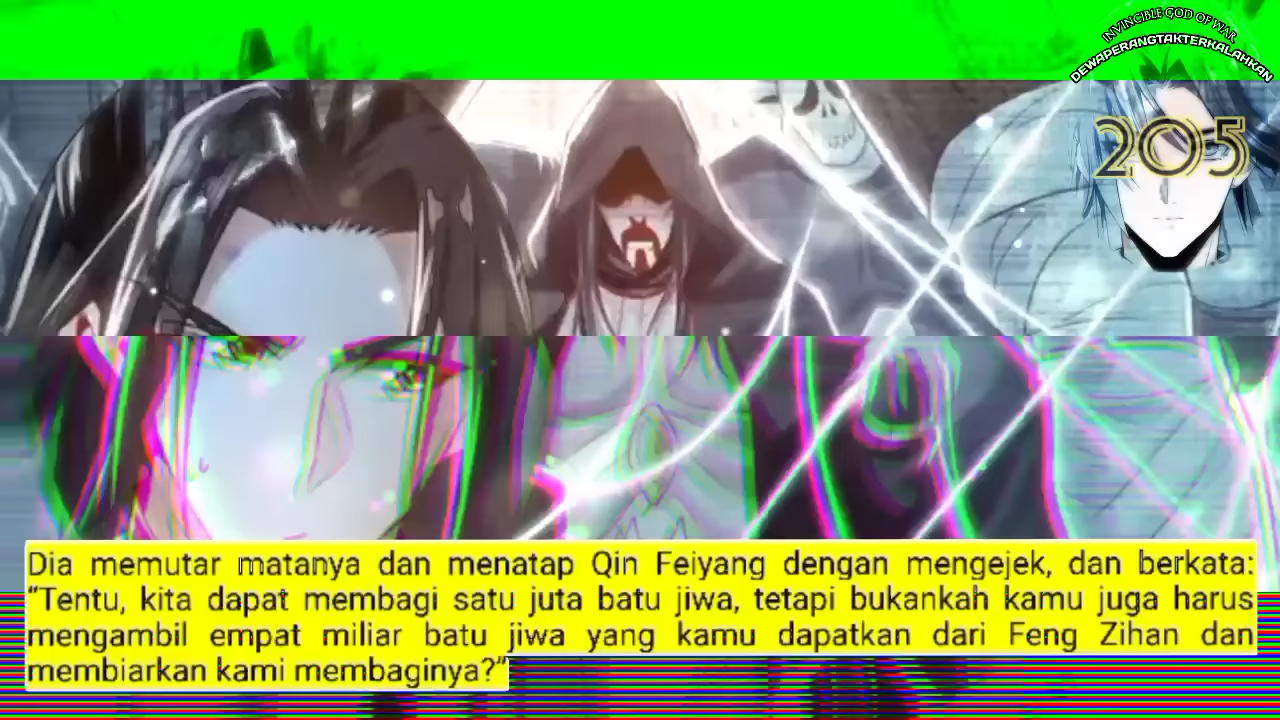 INVINCIBLE GOD OF WAR
DEWAPERANGTAKTERKALAHKAN
205
Dia memutar matanya dan menatap Qin Feiyang dengan mengejek, dan berkata:
“Tentu, kita dapat membagi satu juta batu jiwa, tetapi bukankah kamu juga harus
mengambil empat miliar batu jiwa yang kamu dapatkan dari Feng Zihan dan
membiarkan kami membaginya?”